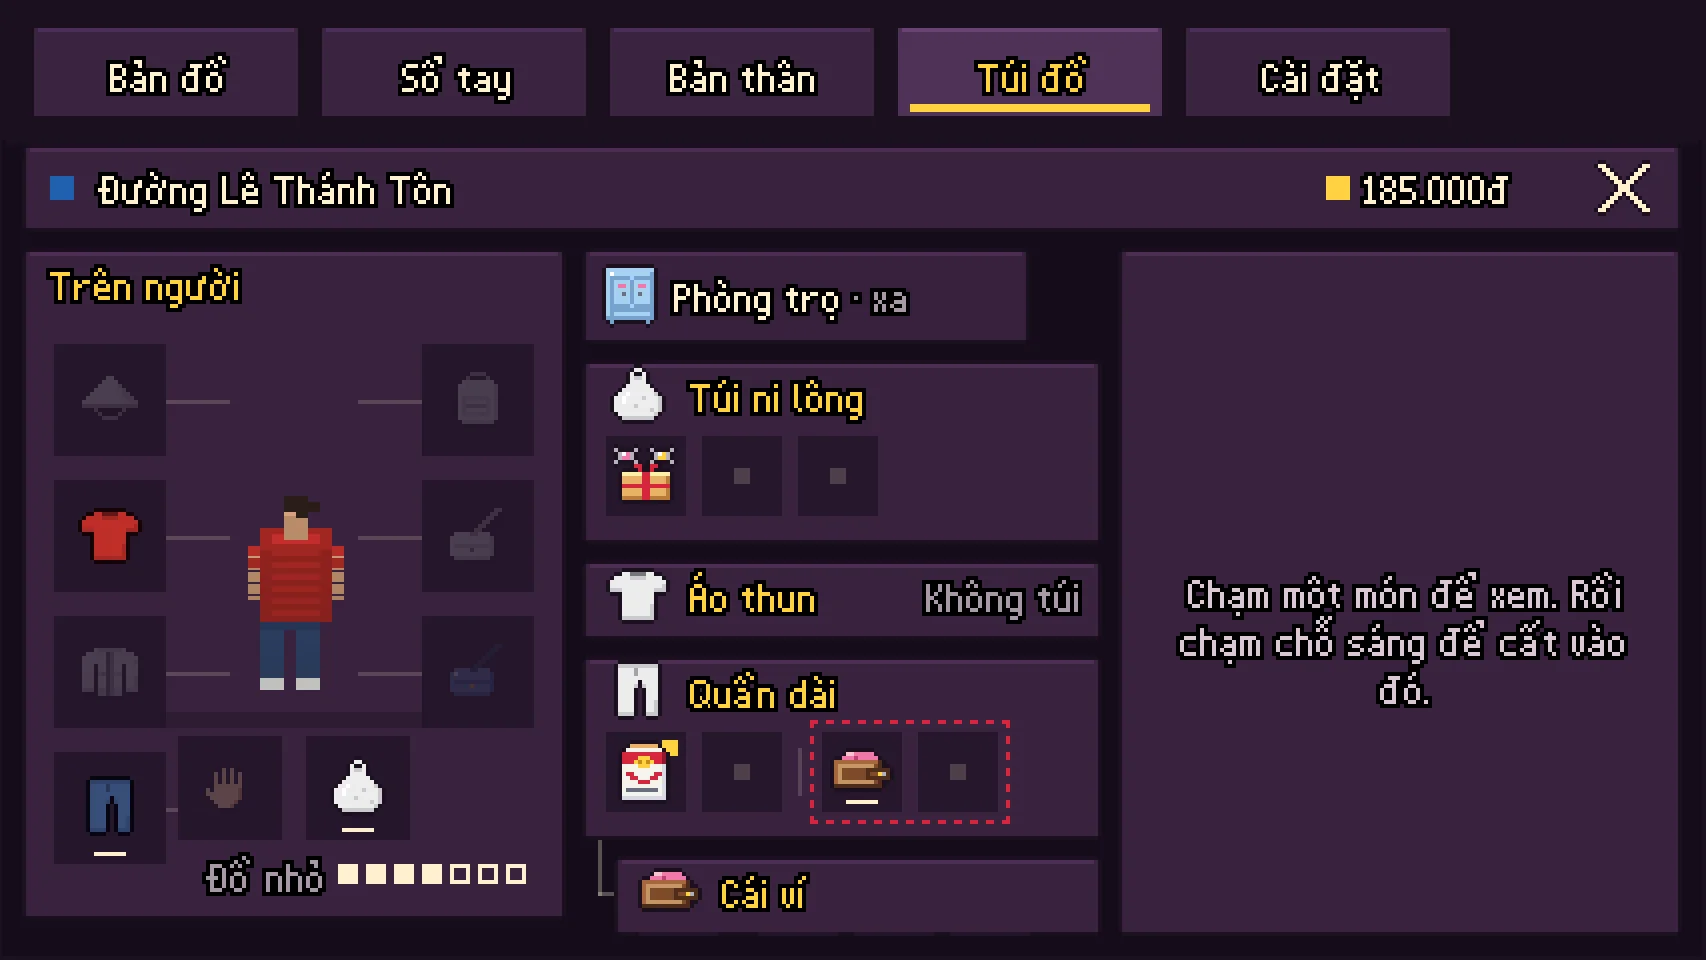 Bản đồ
Sổ tay
Bản thân
Túi đồ
Cài đặt
Đường Lê Thánh Tôn
185.000đ
Trên người
Phòng trọ · xa
Túi ni lông
Áo thun
Không túi
Quần dài
Đồ nhỏ
Cái ví
Chạm một món để xem. Rồi
chạm chỗ sáng để cất vào
đó.